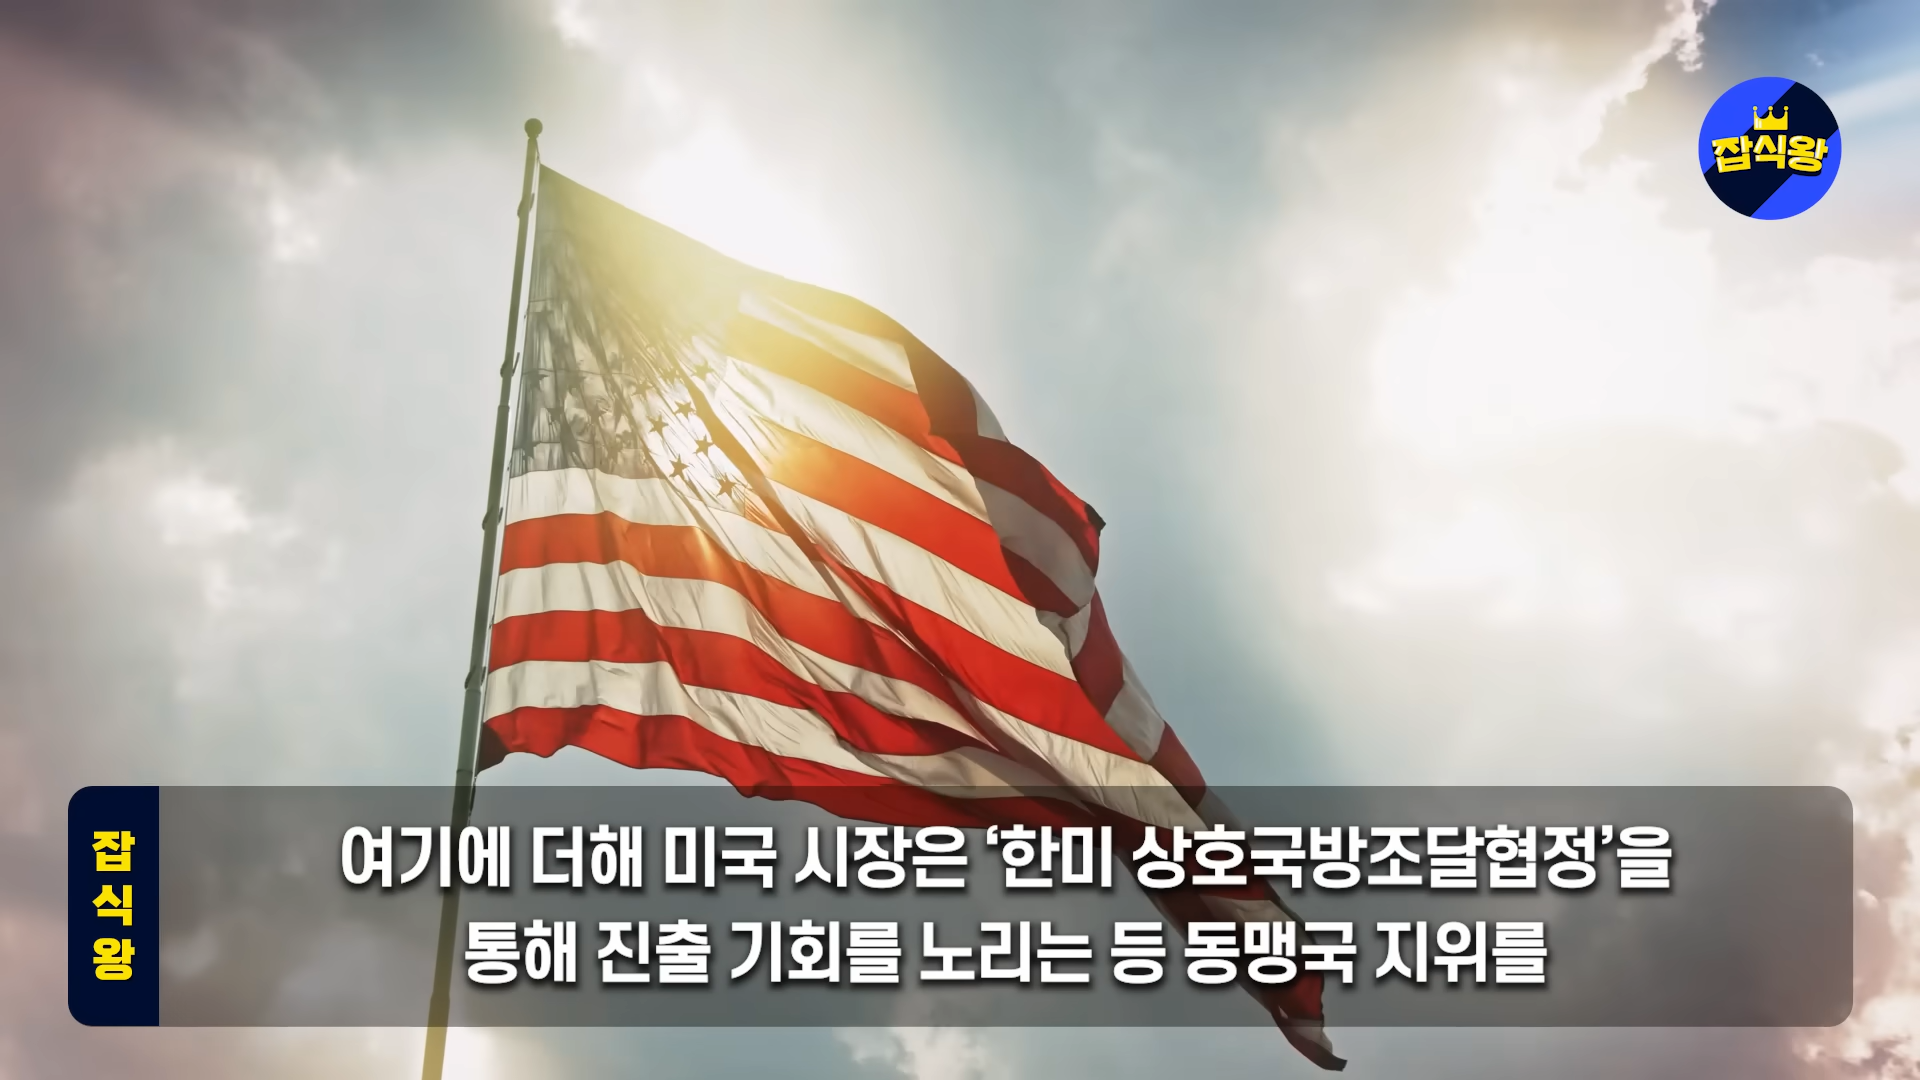 잡식왕
잡식왕
여기에 더해 미국 시장은 ‘한미 상호국방조달협정’을
통해 진출 기회를 노리는 등 동맹국 지위를